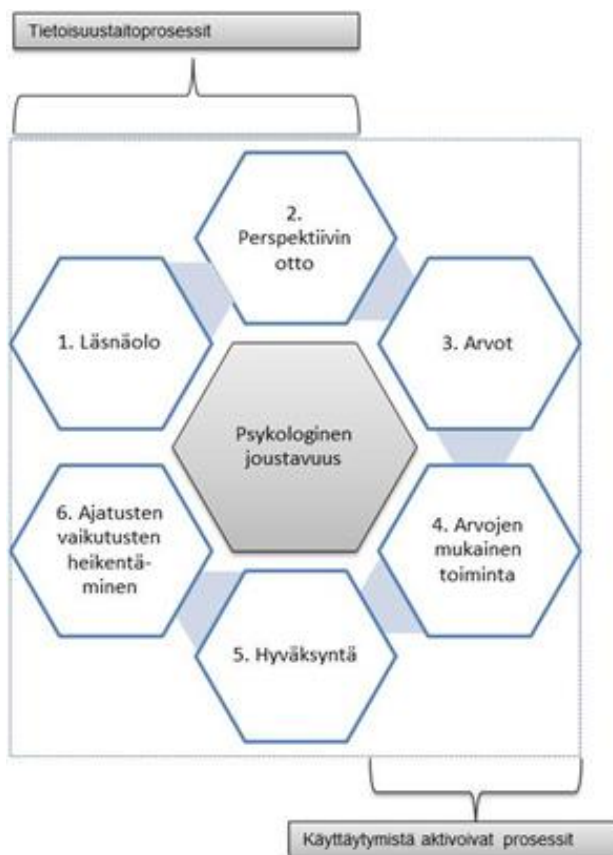 Tietoisuustaitoprosessit
2.
Perspektiivin
otto
1. Läsnäolo
3. Arvot
Psykologinen
joustavuus
6. Ajatusten
vaikutusten
heikentä-
minen
4. Arvojen
mukainen
toiminta
5. Hyväksyntä
Käyttäytymistä aktivoivat prosessit